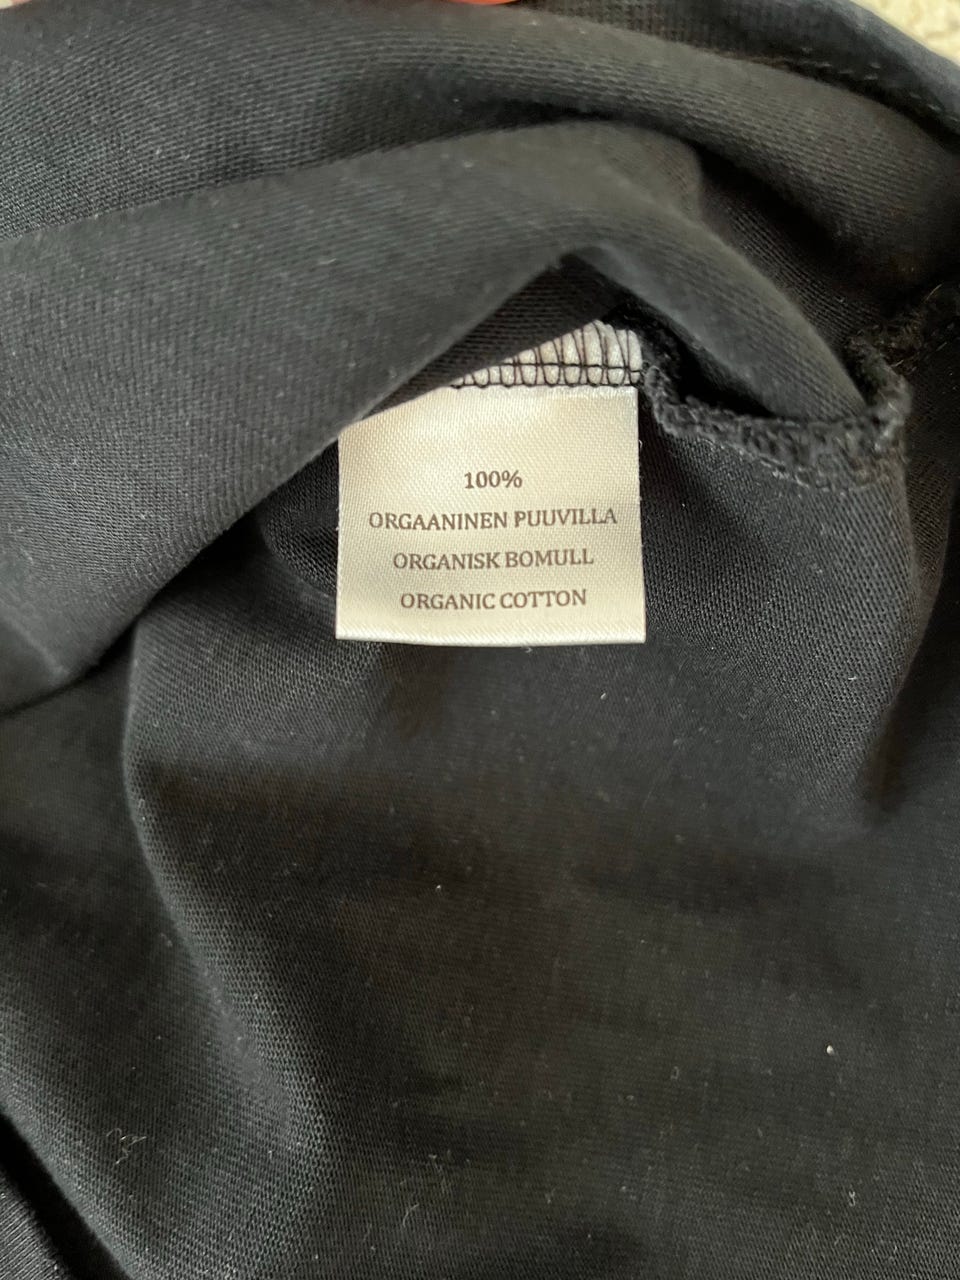 100%
ORGAANINEN PUUVILLA
ORGANISK BOMULL
ORGANIC COTTON